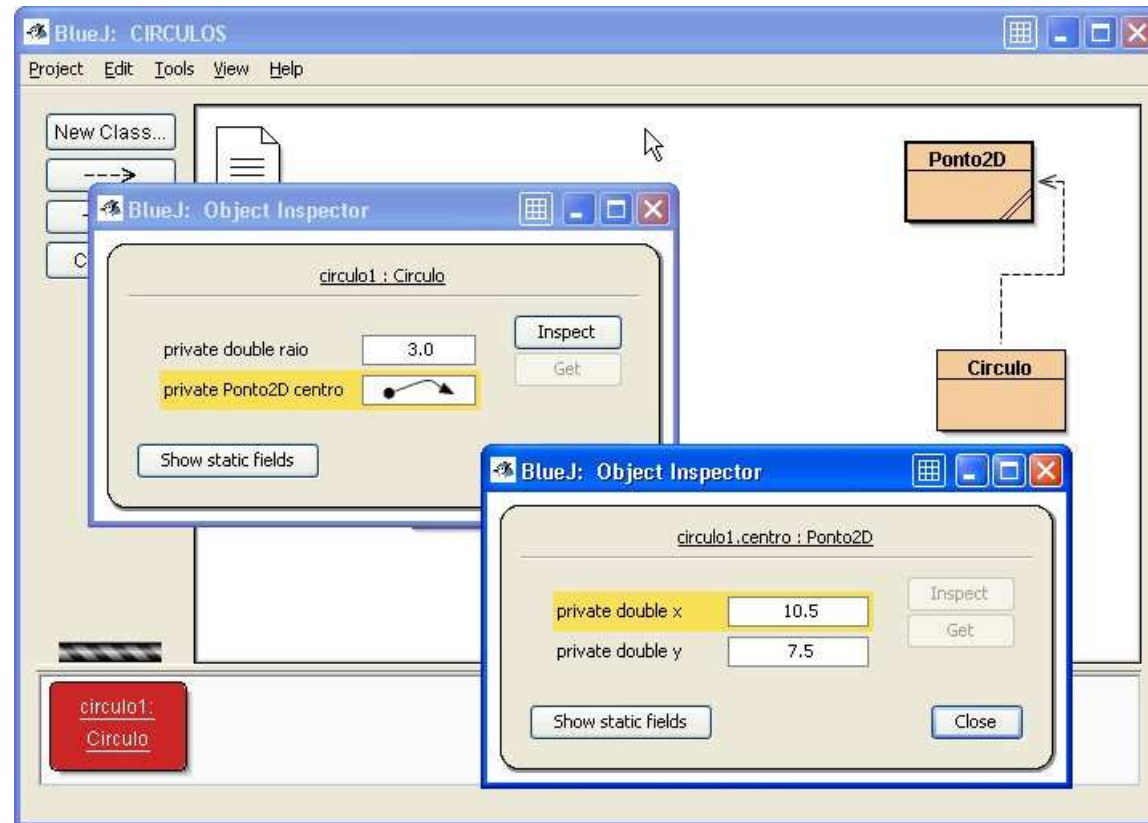 BlueJ: CIRCULOS
Project Edit Tools View Help
New Class...
Ponto2D
BlueJ: Object Inspector
circulo1 : Circulo
private double raio 3.0
Inspect
private Ponto2D centro
Get
Show static fields
Circulo
BlueJ: Object Inspector
circulo1.centro : Ponto2D
private double x 10.5
Inspect
private double y 7.5
Get
Show static fields
Close
circulo1:
Circulo